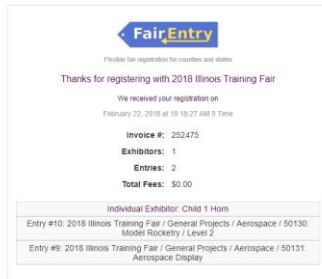 FairEntry
Flexible fair registration for counties and states
Thanks for registering with 2018 Illinois Training Fair
We received your registration on
February 22, 2018 at 10:18:27 AM 0 Time
Invoice #: 252475
Exhibitors: 1
Entries: 2
Total Fees: $0.00
Individual Exhibitor: Child 1 Horn
Entry #10: 2018 Illinois Training Fair / General Projects / Aerospace / 50130:
Model Rocketry / Level 2
Entry #9: 2018 Illinois Training Fair / General Projects / Aerospace / 50131:
Aerospace Display